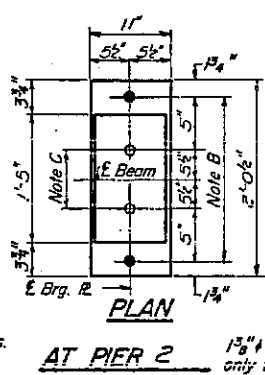 11"
5½" 5½"
1¾"
3¾"
5"
5½"
1'-5"
Note C
℄ Beam
Note B
2'-0½"
5½"
5"
3¾"
℄ Brg. ℞
1¾"
PLAN
AT PIER 2
1⅜"
only